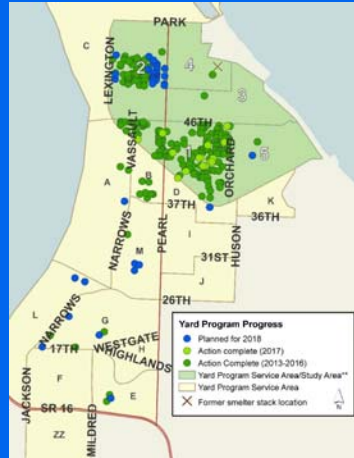 PARK
C
LEXINGTON
2
4
3
46TH
VASSAULT
1
ORCHARD
5
A
B
D
37TH
K
36TH
NARROWS
PEARL
I
HUSON
M
31ST
J
26TH
L
NARROWS
G
17TH
WESTGATE
H
HIGHLANDS
JACKSON
F
MILDRED
E
SR 16
ZZ
Yard Program Progress
Planned for 2018
Action complete (2017)
Action Complete (2013-2016)
Yard Program Service Area/Study Area**
Yard Program Service Area
Former smelter stack location
N